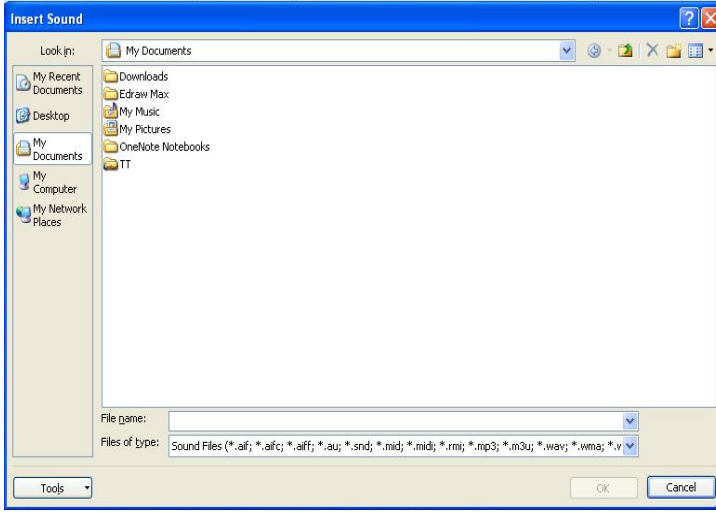 Insert Sound
Look in:
My Documents
My Recent
Documents
Desktop
My
Documents
My
Computer
My Network
Places
Downloads
Edraw Max
My Music
My Pictures
OneNote Notebooks
TT
File name:
Files of type:
Sound Files (*.aif; *.aifc; *.aiff; *.au; *.snd; *.mid; *.midi; *.rmi; *.mp3; *.m3u; *.wav; *.wma; *.v
Tools
OK
Cancel